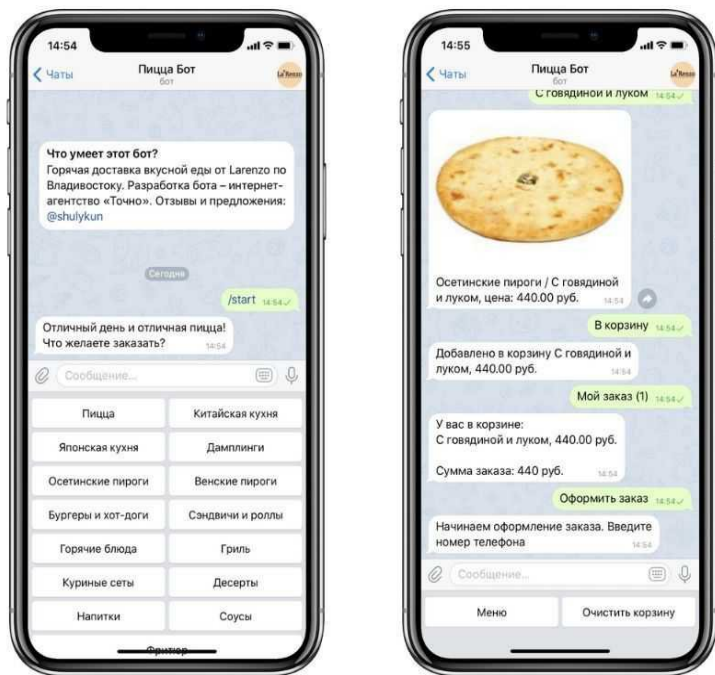 14:54
Чаты
Пицца Бот
бот
La'Renzo
Что умеет этот бот?
Горячая доставка вкусной еды от Larenzo по
Владивостоку. Разработка бота – интернет-
агентство «Точно». Отзывы и предложения:
@shulykun
Сегодня
/start 14:54
Отличный день и отличная пицца!
Что желаете заказать? 14:54
Сообщение...
Пицца Китайская кухня
Японская кухня Дамплинги
Осетинские пироги Венские пироги
Бургеры и хот-доги Сэндвичи и роллы
Горячие блюда Гриль
Куриные сеты Десерты
Напитки Соусы
Фритюр
14:55
Чаты
Пицца Бот
бот
La'Renzo
С говядиной и луком 14:54
Осетинские пироги / С говядиной
и луком, цена: 440.00 руб. 14:54
В корзину 14:54
Добавлено в корзину С говядиной и
луком, 440.00 руб. 14:54
Мой заказ (1) 14:54
У вас в корзине:
С говядиной и луком, 440.00 руб.
Сумма заказа: 440 руб. 14:54
Оформить заказ 14:54
Начинаем оформление заказа. Введите
номер телефона 14:54
Сообщение...
Меню Очистить корзину